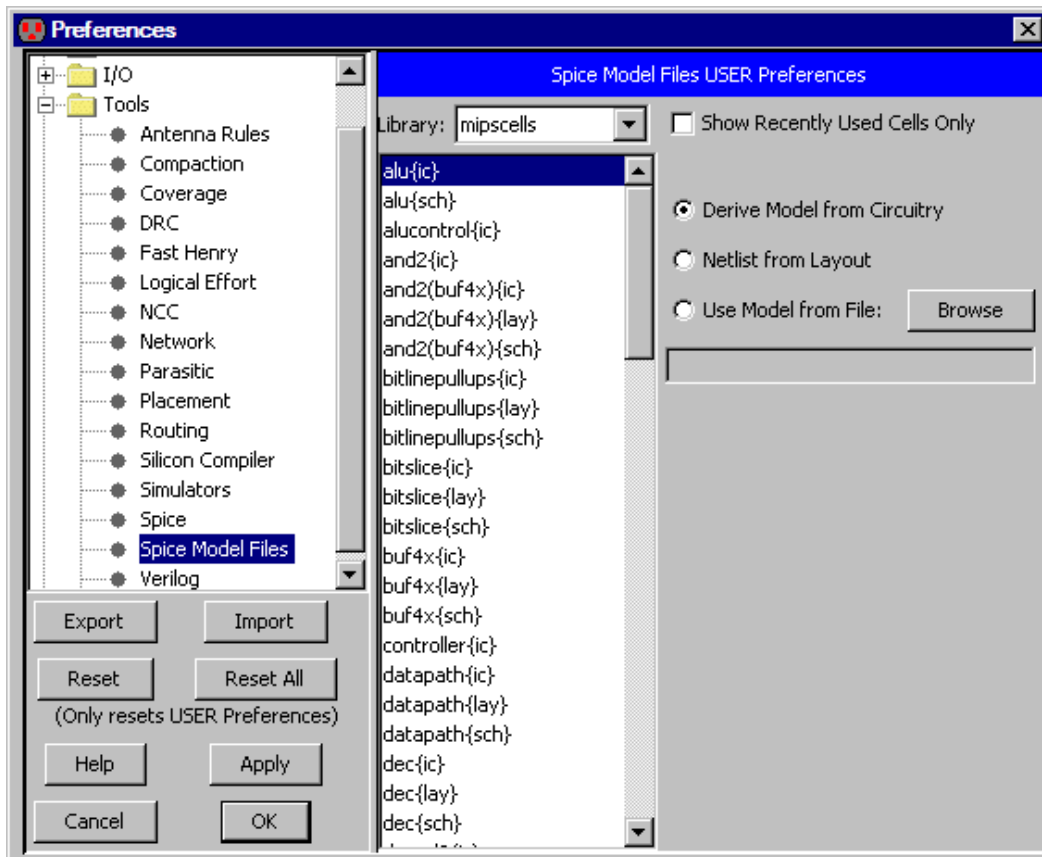 Preferences
I/O
Tools
Antenna Rules
Compaction
Coverage
DRC
Fast Henry
Logical Effort
NCC
Network
Parasitic
Placement
Routing
Silicon Compiler
Simulators
Spice
Spice Model Files
Verilog
Export Import
Reset Reset All
(Only resets USER Preferences)
Help Apply
Cancel OK
Spice Model Files USER Preferences
Library: mipscells
Show Recently Used Cells Only
alu{ic}
alu{sch}
alucontrol{ic}
and2{ic}
and2(buf4x){ic}
and2(buf4x){lay}
and2(buf4x){sch}
bitlinepullups{ic}
bitlinepullups{lay}
bitlinepullups{sch}
bitslice{ic}
bitslice{lay}
bitslice{sch}
buf4x{ic}
buf4x{lay}
buf4x{sch}
controller{ic}
datapath{ic}
datapath{lay}
datapath{sch}
dec{ic}
dec{lay}
dec{sch}
Derive Model from Circuitry
Netlist from Layout
Use Model from File: Browse